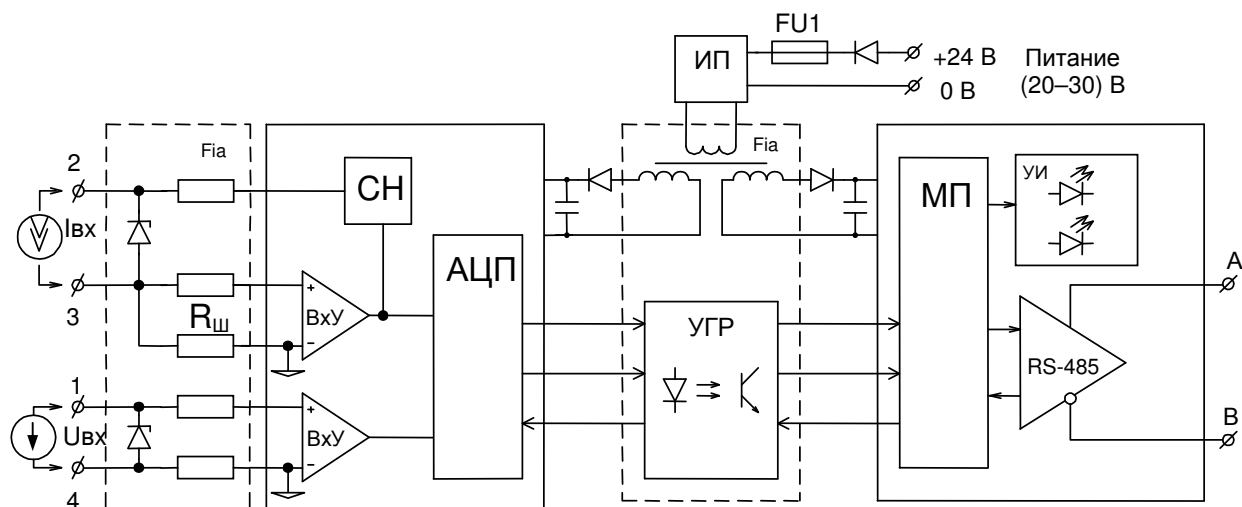 FU1
ИП
+24 В
Питание
0 В
(20–30) В
Fia
Fia
2
Iвх
3
СН
МП
УИ
АЦП
+
ВхУ
-
RШ
УГР
A
RS-485
B
1
Uвх
4
+
ВхУ
-